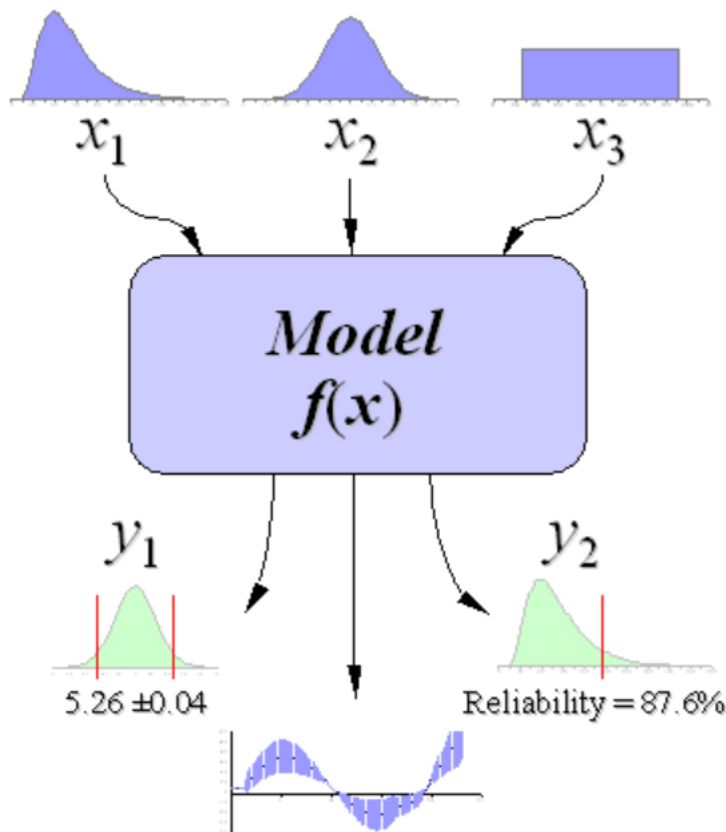 x₁ x₂ x₃
Model
f(x)
y₁ y₂
5.26 ±0.04 Reliability = 87.6%